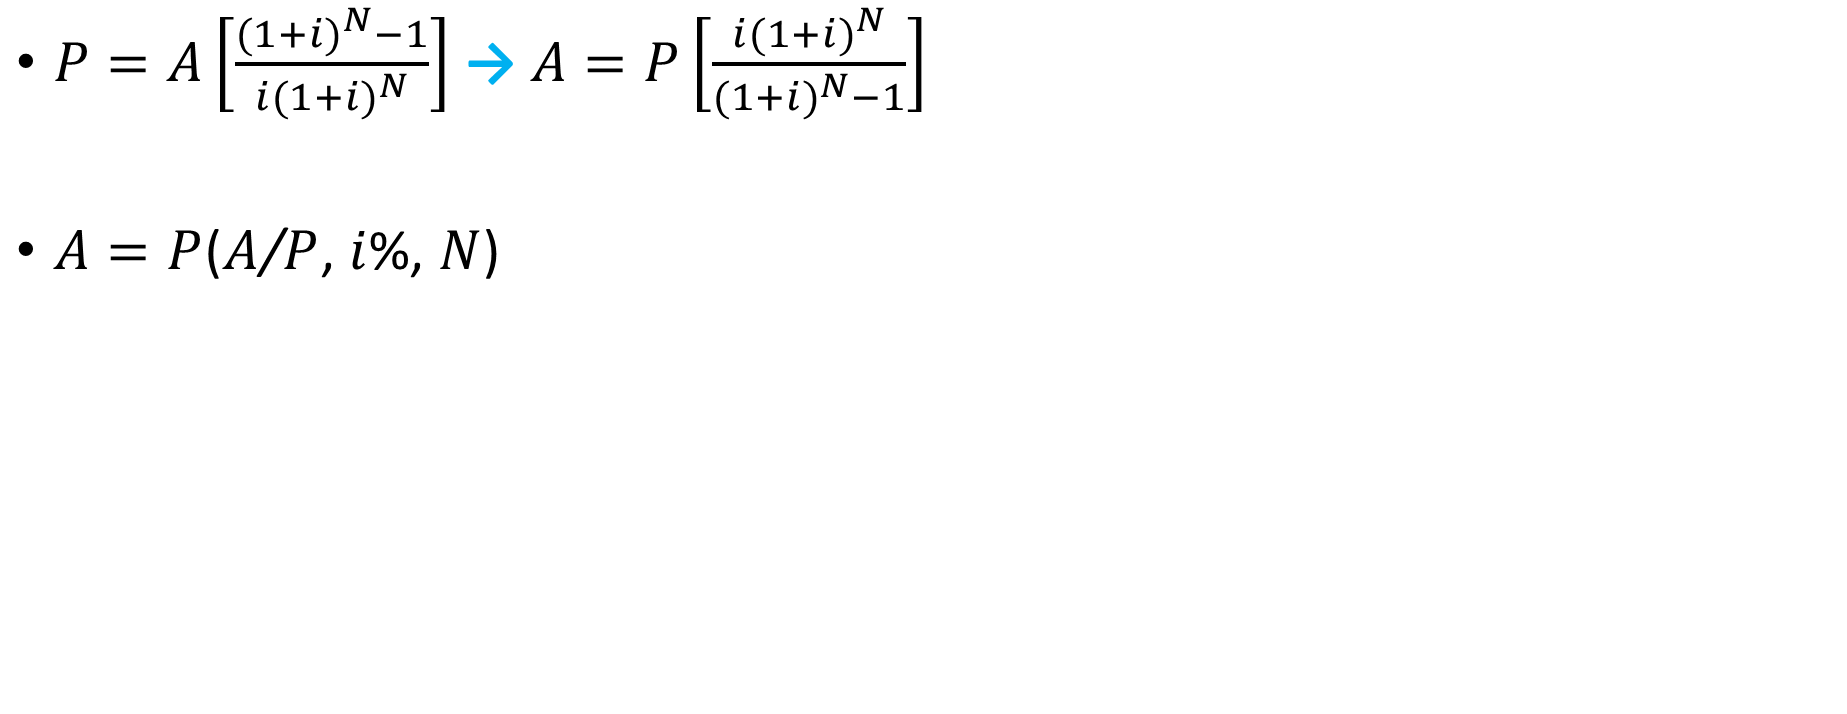 • P = A [((1+i)^N−1)/(i(1+i)^N)] → A = P [(i(1+i)^N)/((1+i)^N−1)]
• A = P(A/P, i%, N)